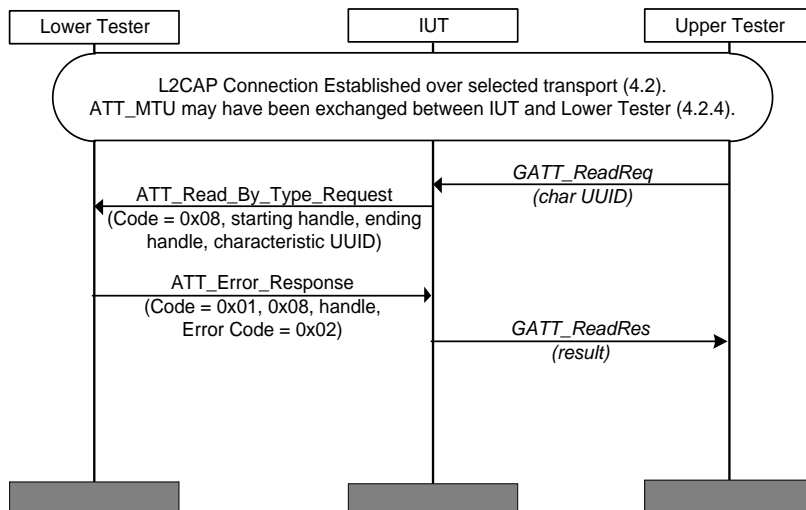 Lower Tester
IUT
Upper Tester
L2CAP Connection Established over selected transport (4.2).
ATT_MTU may have been exchanged between IUT and Lower Tester (4.2.4).
GATT_ReadReq
(char UUID)
ATT_Read_By_Type_Request
(Code = 0x08, starting handle, ending
handle, characteristic UUID)
ATT_Error_Response
(Code = 0x01, 0x08, handle,
Error Code = 0x02)
GATT_ReadRes
(result)